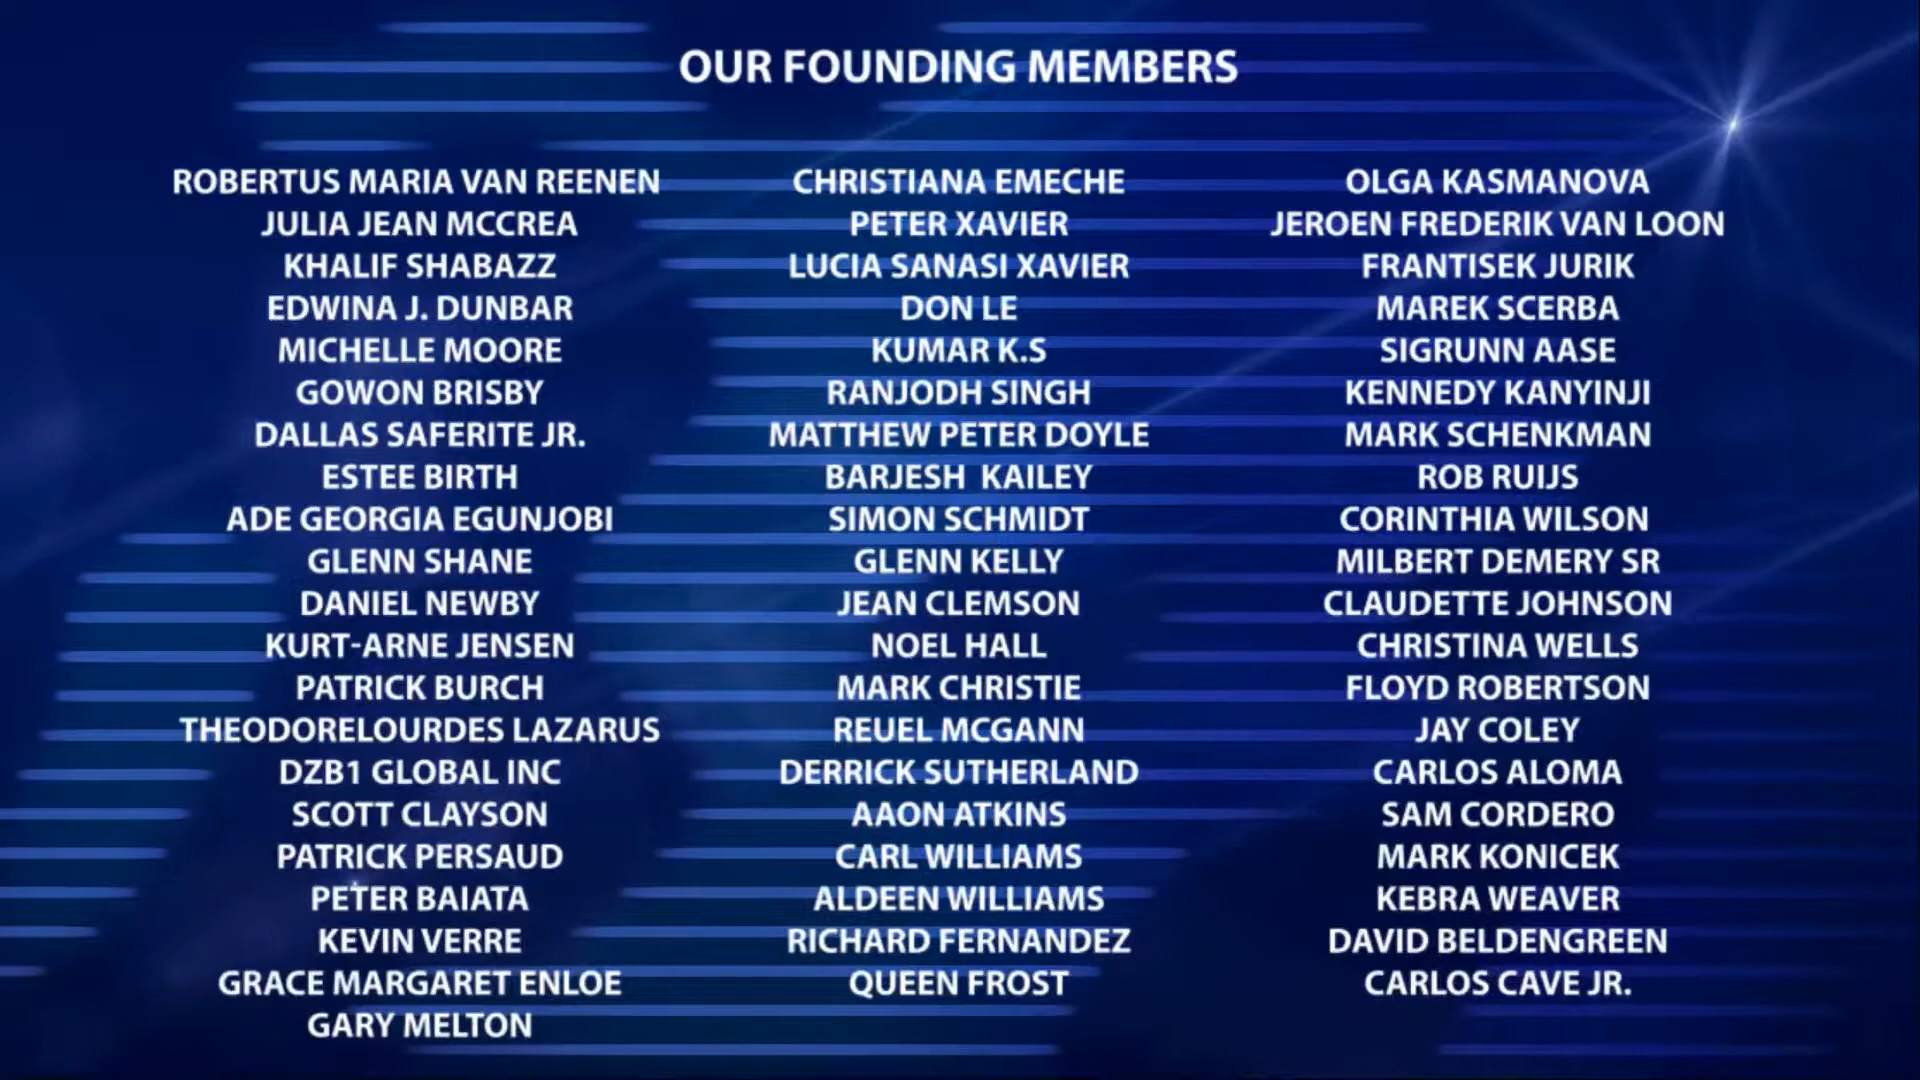 OUR FOUNDING MEMBERS
ROBERTUS MARIA VAN REENEN
JULIA JEAN MCCREA
KHALIF SHABAZZ
EDWINA J. DUNBAR
MICHELLE MOORE
GOWON BRISBY
DALLAS SAFERITE JR.
ESTEE BIRTH
ADE GEORGIA EGUNJOBI
GLENN SHANE
DANIEL NEWBY
KURT-ARNE JENSEN
PATRICK BURCH
THEODORELOURDES LAZARUS
DZB1 GLOBAL INC
SCOTT CLAYSON
PATRICK PERSAUD
PETER BAIATA
KEVIN VERRE
GRACE MARGARET ENLOE
GARY MELTON
CHRISTIANA EMECHE
PETER XAVIER
LUCIA SANASI XAVIER
DON LE
KUMAR K.S
RANJODH SINGH
MATTHEW PETER DOYLE
BARJESH KAILEY
SIMON SCHMIDT
GLENN KELLY
JEAN CLEMSON
NOEL HALL
MARK CHRISTIE
REUEL MCGANN
DERRICK SUTHERLAND
AAON ATKINS
CARL WILLIAMS
ALDEEN WILLIAMS
RICHARD FERNANDEZ
QUEEN FROST
OLGA KASMANOVA
JEROEN FREDERIK VAN LOON
FRANTISEK JURIK
MAREK SCERBA
SIGRUNN AASE
KENNEDY KANYINJI
MARK SCHENKMAN
ROB RUIJS
CORINTHIA WILSON
MILBERT DEMERY SR
CLAUDETTE JOHNSON
CHRISTINA WELLS
FLOYD ROBERTSON
JAY COLEY
CARLOS ALOMA
SAM CORDERO
MARK KONICEK
KEBRA WEAVER
DAVID BELDENGREEN
CARLOS CAVE JR.